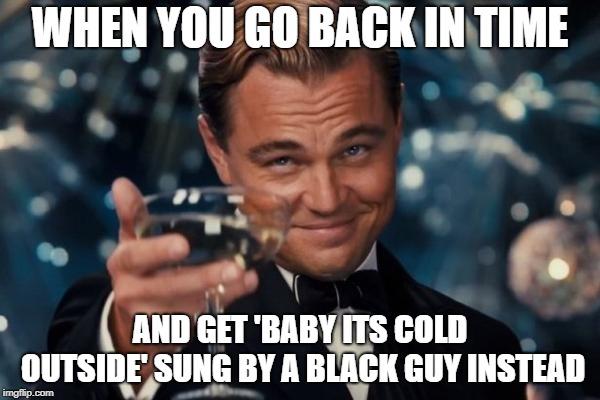 WHEN YOU GO BACK IN TIME
AND GET 'BABY ITS COLD
OUTSIDE' SUNG BY A BLACK GUY INSTEAD
imgflip.com